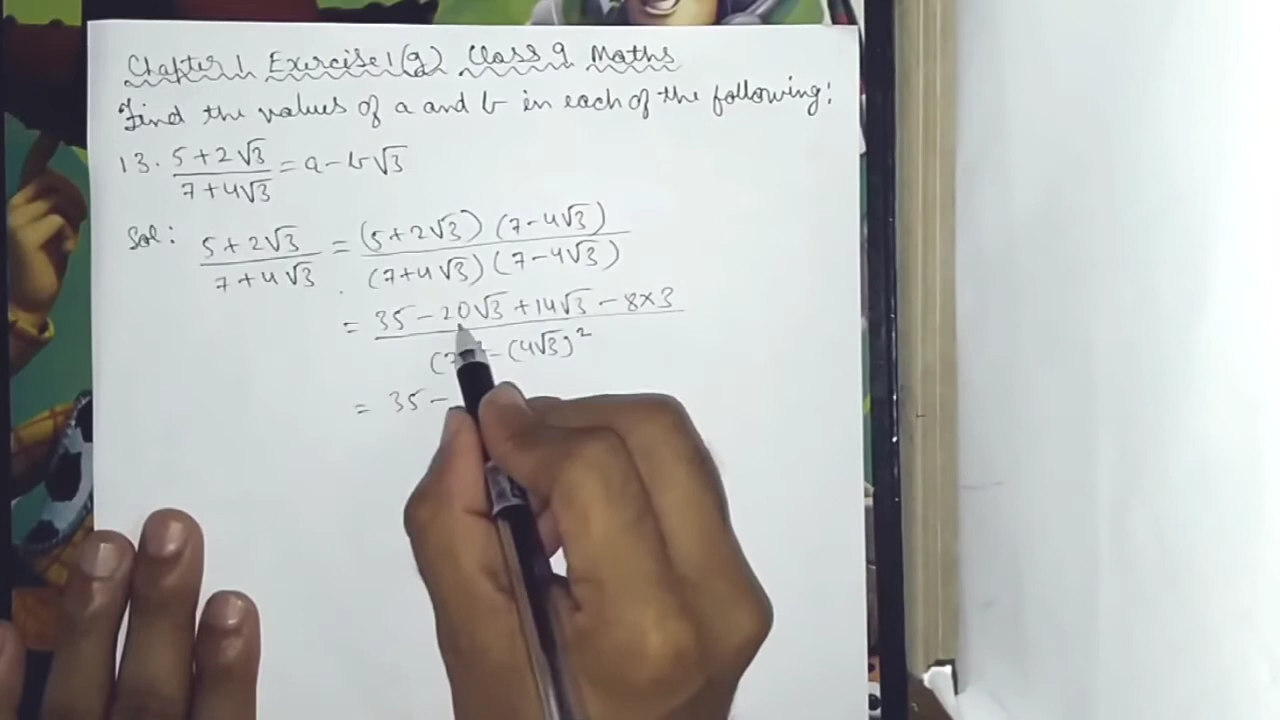 Chapter 1 Exercise 1(g) Class 9 Maths
Find the values of a and b in each of the following:
13. 5+2√3 / 7+4√3 = a-b√3
Sol: 5+2√3 / 7+4√3 = (5+2√3) (7-4√3) / (7+4√3) (7-4√3)
= 35-20√3+14√3-8×3 / (7 - (4√3)²
= 35-